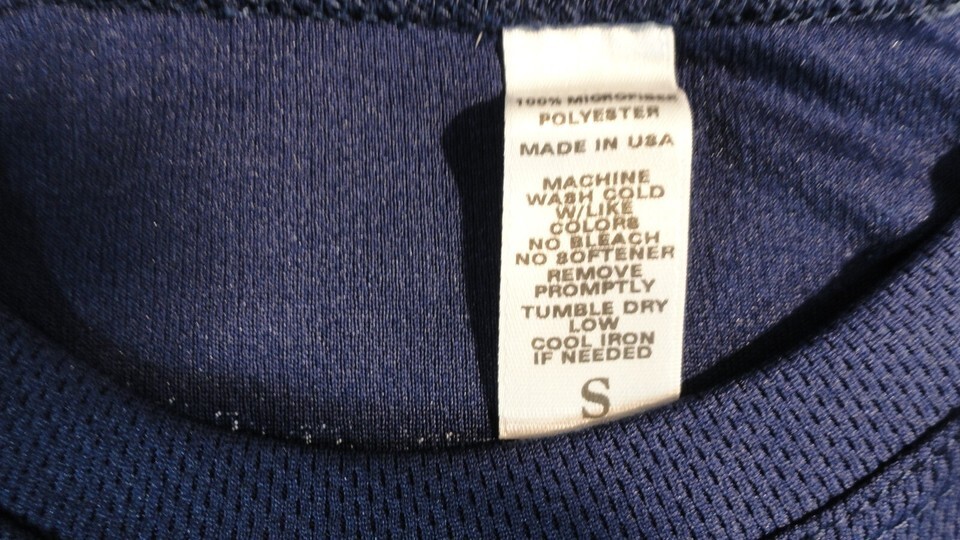 100% MICROFIBER
POLYESTER
MADE IN USA
MACHINE
WASH COLD
W/LIKE
COLORS
NO BLEACH
NO SOFTENER
REMOVE
PROMPTLY
TUMBLE DRY
LOW
COOL IRON
IF NEEDED
S